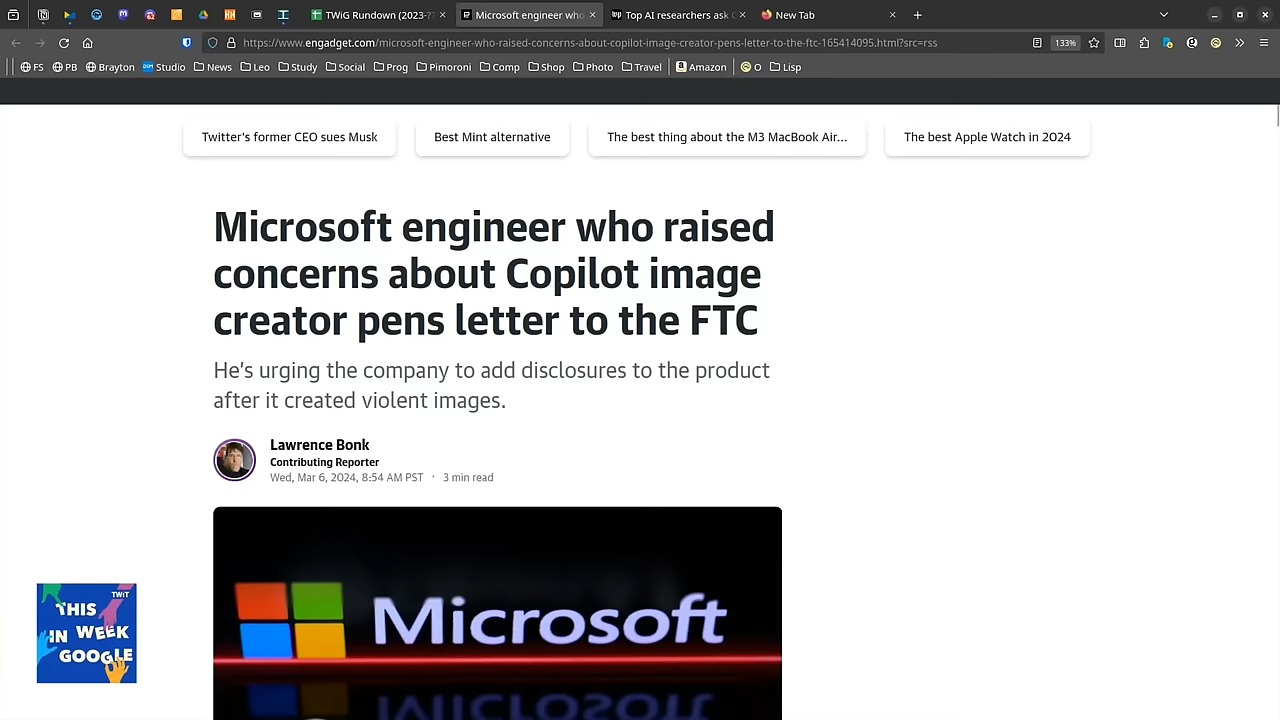 TWiG Rundown (2023-??
Microsoft engineer who
Top AI researchers ask
New Tab
https://www.engadget.com/microsoft-engineer-who-raised-concerns-about-copilot-image-creator-pens-letter-to-the-ftc-165414095.html?src=rss
133%
FS PB Brayton Studio News Leo Study Social Prog Pimoroni Comp Shop Photo Travel Amazon O Lisp
Twitter's former CEO sues Musk
Best Mint alternative
The best thing about the M3 MacBook Air...
The best Apple Watch in 2024
Microsoft engineer who raised
concerns about Copilot image
creator pens letter to the FTC
He's urging the company to add disclosures to the product
after it created violent images.
Lawrence Bonk
Contributing Reporter
Wed, Mar 6, 2024, 8:54 AM PST · 3 min read
Microsoft
TWiT
THIS
IN WEEK
GOOGLE